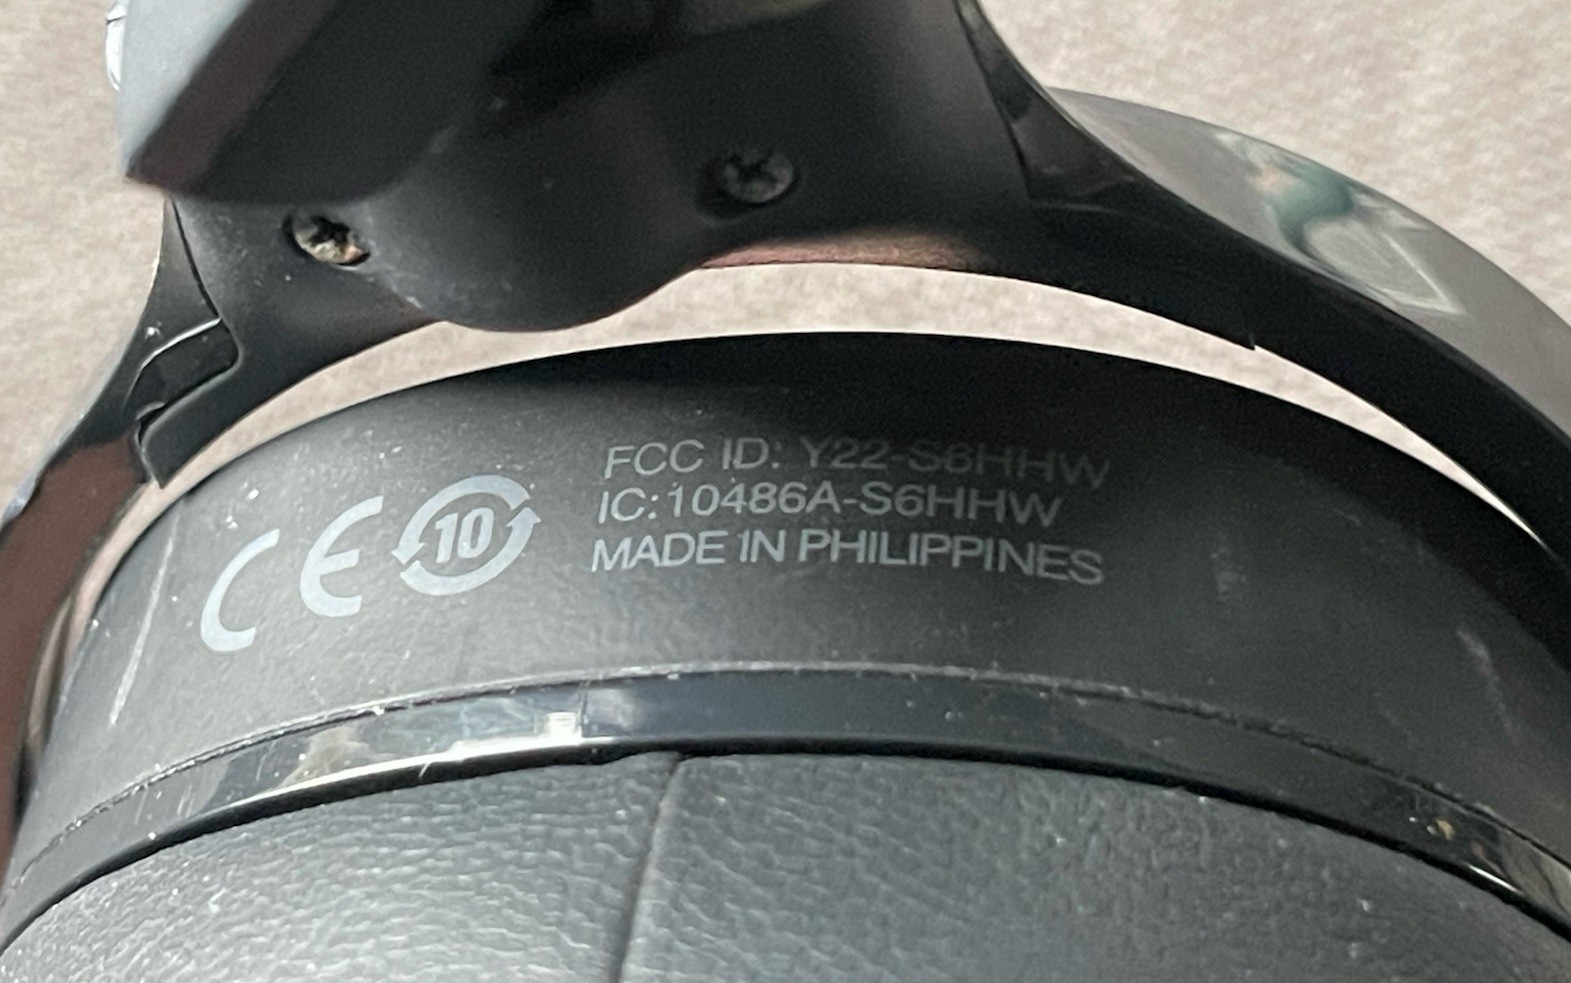 FCC ID: Y22-S6HHW
IC:10486A-S6HHW
MADE IN PHILIPPINES
CE
10